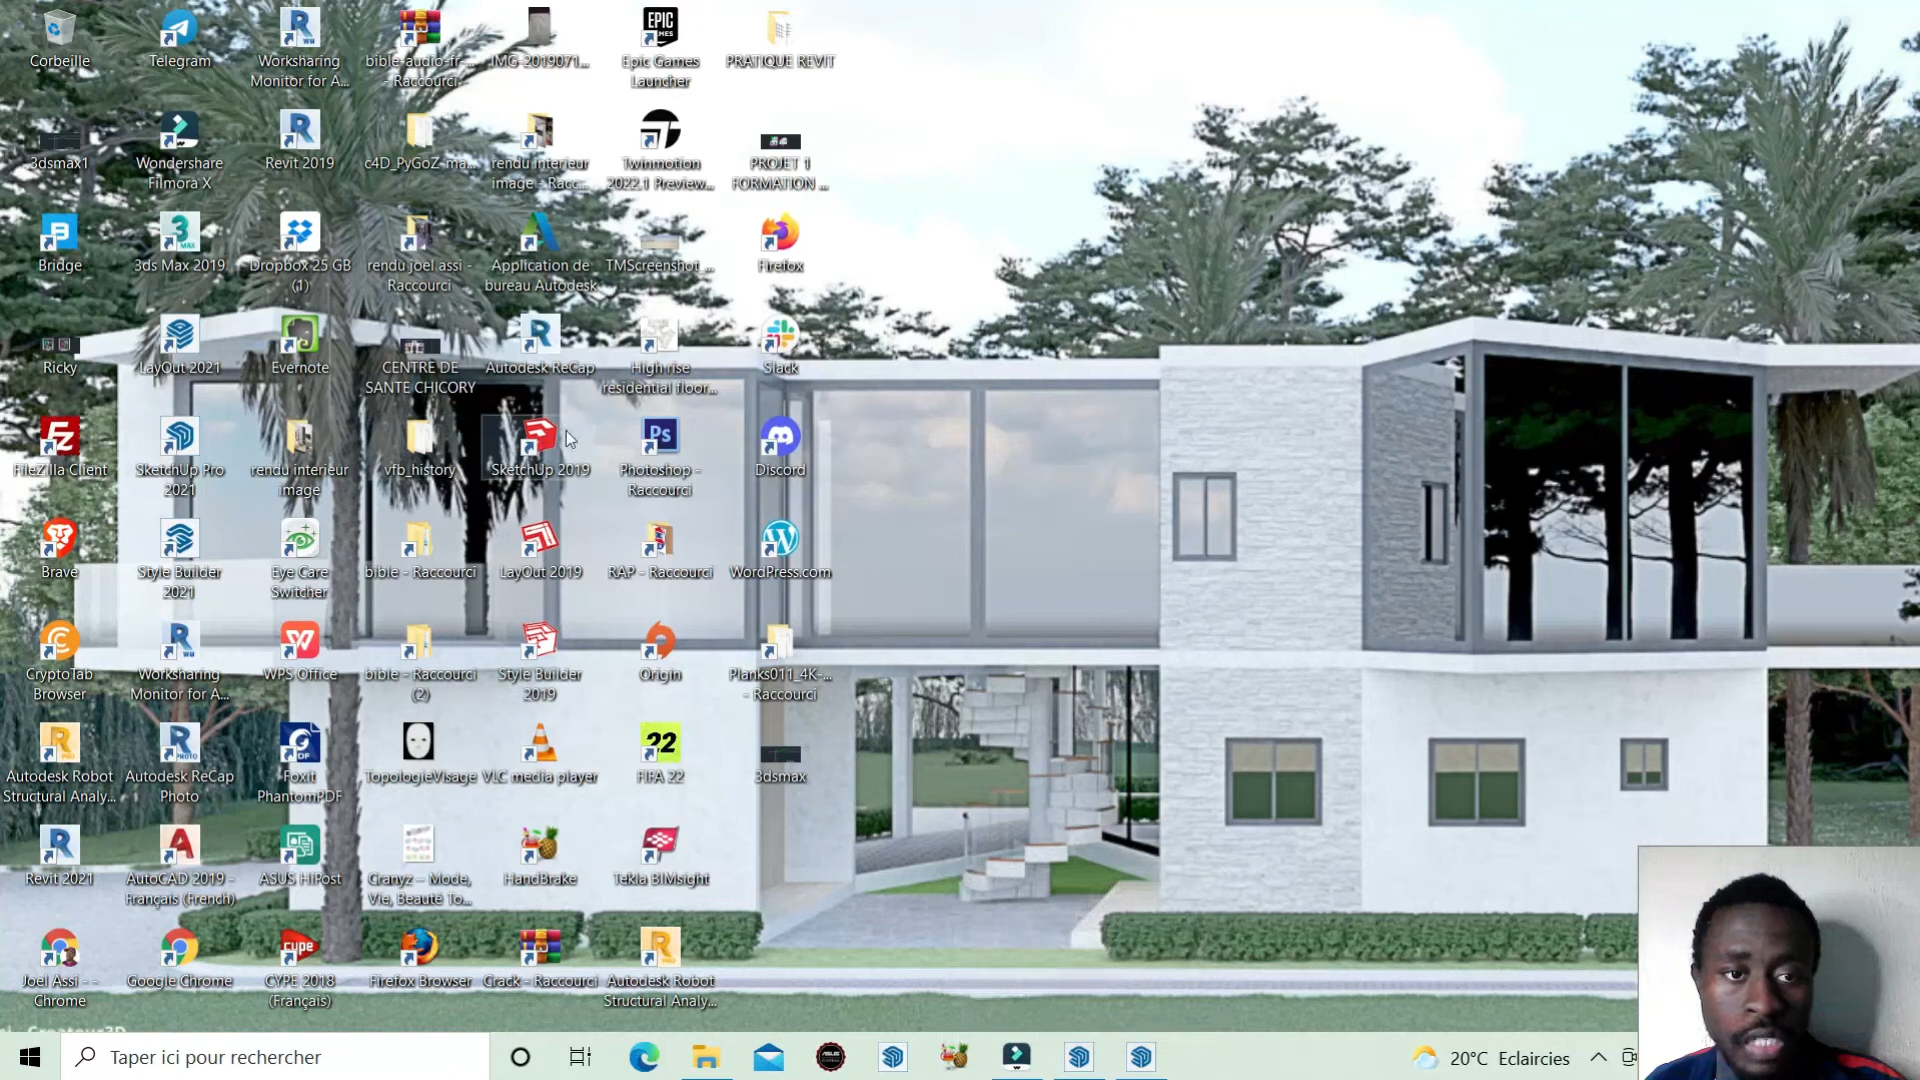 Corbeille
Telegram
Worksharing
Monitor for A...
bible-audio-fr-...
- Raccourci
IMG-2019071...
EPIC
GAMES
Epic Games
Launcher
PRATIQUE REVIT
3dsmax1
Wondershare
Filmora X
Revit 2019
c4D_PyGoZ-ma...
rendu interieur
image - Racc...
Twinmotion
2022.1 Preview...
PROJET 1
FORMATION ...
Bridge
3ds Max 2019
Dropbox 25 GB
(1)
rendu joel assi -
Raccourci
Application de
bureau Autodesk
TMScreenshot_...
Firefox
Ricky
LayOut 2021
Evernote
CENTRE DE
SANTE CHICORY
Autodesk ReCap
High rise
residential floor...
Slack
FileZilla Client
SketchUp Pro
2021
rendu interieur
image
vfb_history
SketchUp 2019
Ps
Photoshop -
Raccourci
Discord
Brave
Style Builder
2021
Eye Care
Switcher
bible - Raccourci
LayOut 2019
RAP - Raccourci
WordPress.com
CryptoTab
Browser
Worksharing
Monitor for A...
WPS Office
bible - Raccourci
(2)
Style Builder
2019
Origin
Planks011_4K-...
- Raccourci
Autodesk Robot
Structural Analy...
Autodesk ReCap
Photo
Foxit
PhantomPDF
TopologieVisage
VLC media player
22
FIFA 22
3dsmax
Revit 2021
AutoCAD 2019 -
Français (French)
ASUS HiPost
Cranyz – Mode,
Vie, Beauté To...
HandBrake
Tekla BIMsight
Joel Assi - -
Chrome
Google Chrome
cype
CYPE 2018
(Français)
Firefox Browser
Crack - Raccourci
Autodesk Robot
Structural Analy...
Taper ici pour rechercher
20°C Eclaircies